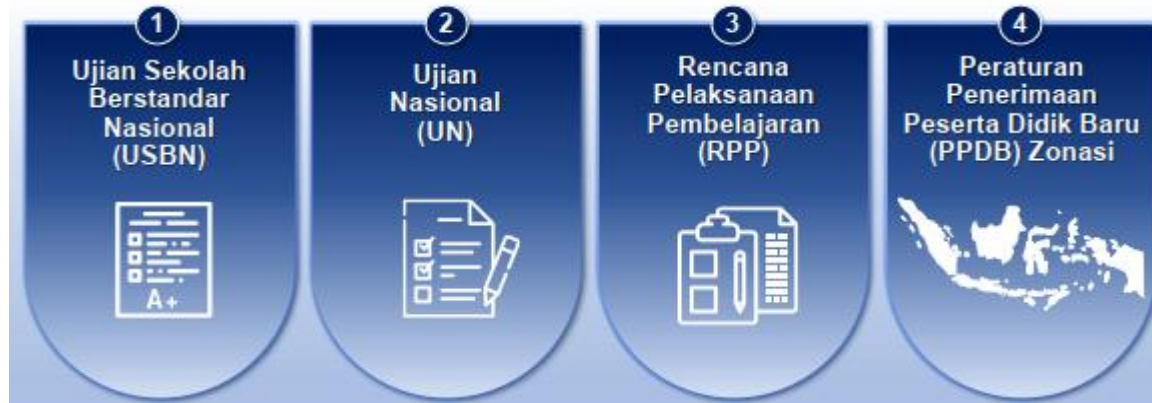 1
Ujian Sekolah
Berstandar
Nasional
(USBN)
2
Ujian
Nasional
(UN)
3
Rencana
Pelaksanaan
Pembelajaran
(RPP)
4
Peraturan
Penerimaan
Peserta Didik Baru
(PPDB) Zonasi
A+